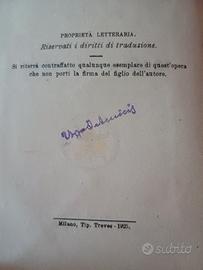 PROPRIETÀ LETTERARIA.
Riservati i diritti di traduzione.
Si riterrà contraffatto qualunque esemplare di quest'opera
che non porti la firma del figlio dell'autore.
Milano, Tip. Treves - 1925.
subito